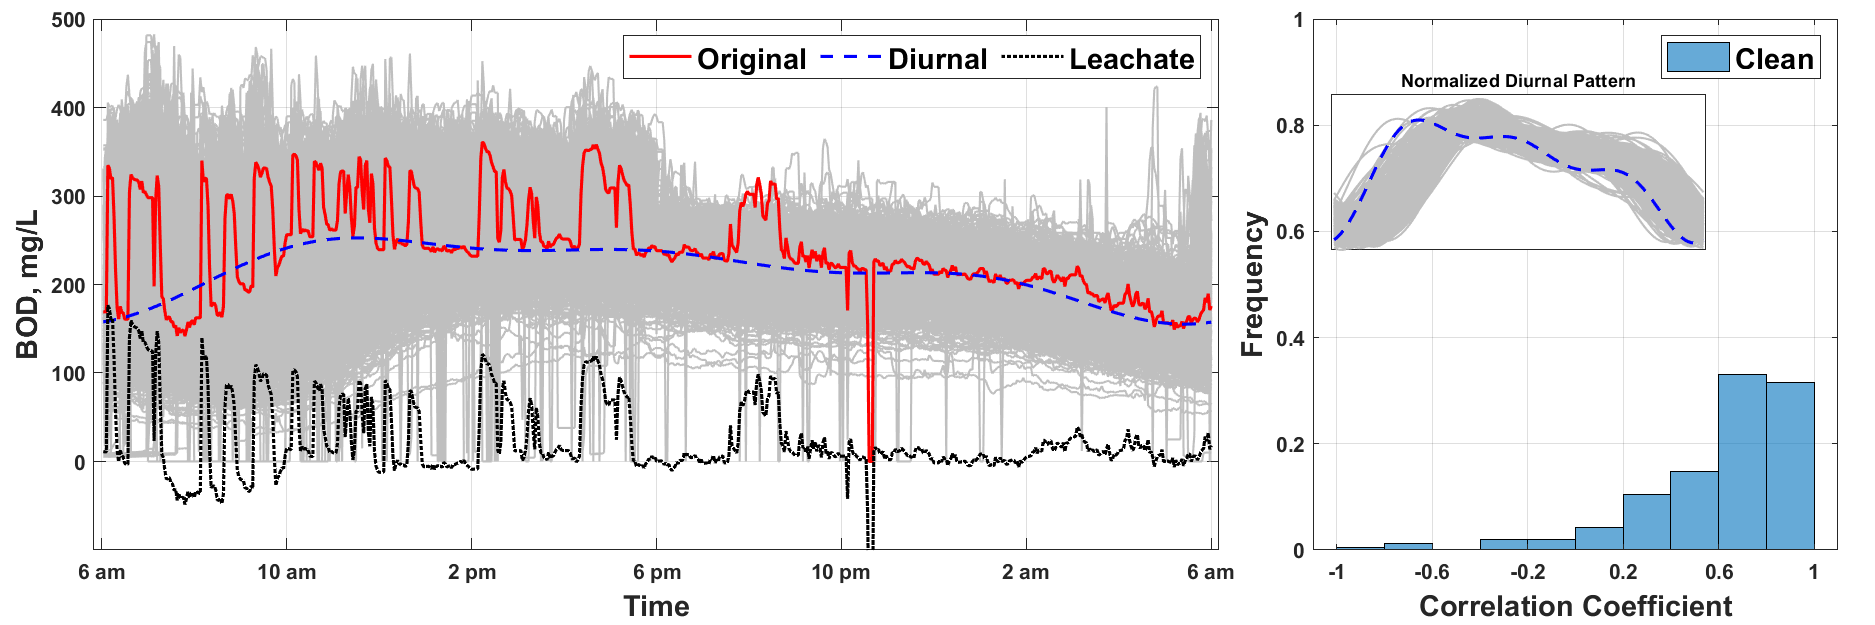 500
400
300
200
100
0
BOD, mg/L
Original Diurnal Leachate
6 am 10 am 2 pm 6 pm 10 pm 2 am 6 am
Time
1
0.8
0.6
0.4
0.2
0
Frequency
Clean
Normalized Diurnal Pattern
-1 -0.6 -0.2 0.2 0.6 1
Correlation Coefficient